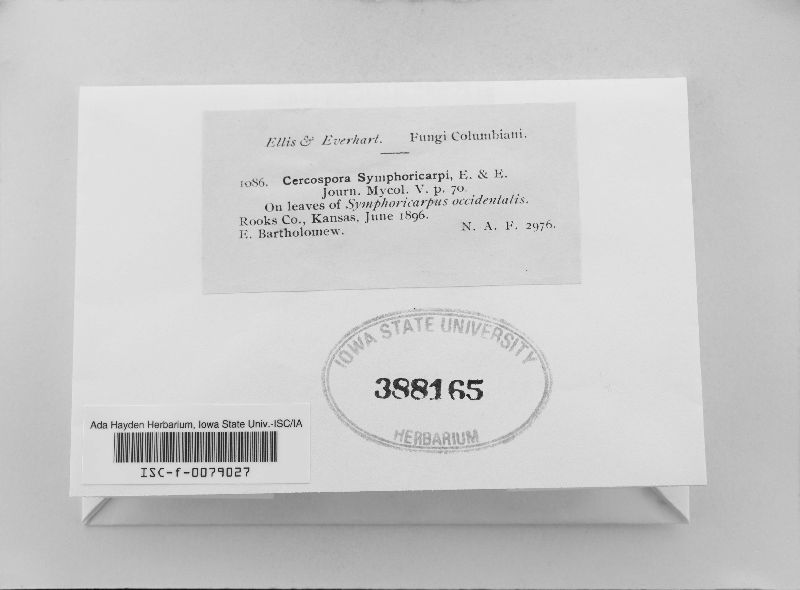 Ellis & Everhart. Fungi Columbiani.
1086. Cercospora Symphoricarpi, E. & E.
Journ. Mycol. V. p. 70.
On leaves of Symphoricarpus occidentalis.
Rooks Co., Kansas, June 1896.
E. Bartholomew. N. A. F. 2976.
IOWA STATE UNIVERSITY
388165
HERBARIUM
Ada Hayden Herbarium, Iowa State Univ.-ISC/IA
ISC-f-0079027